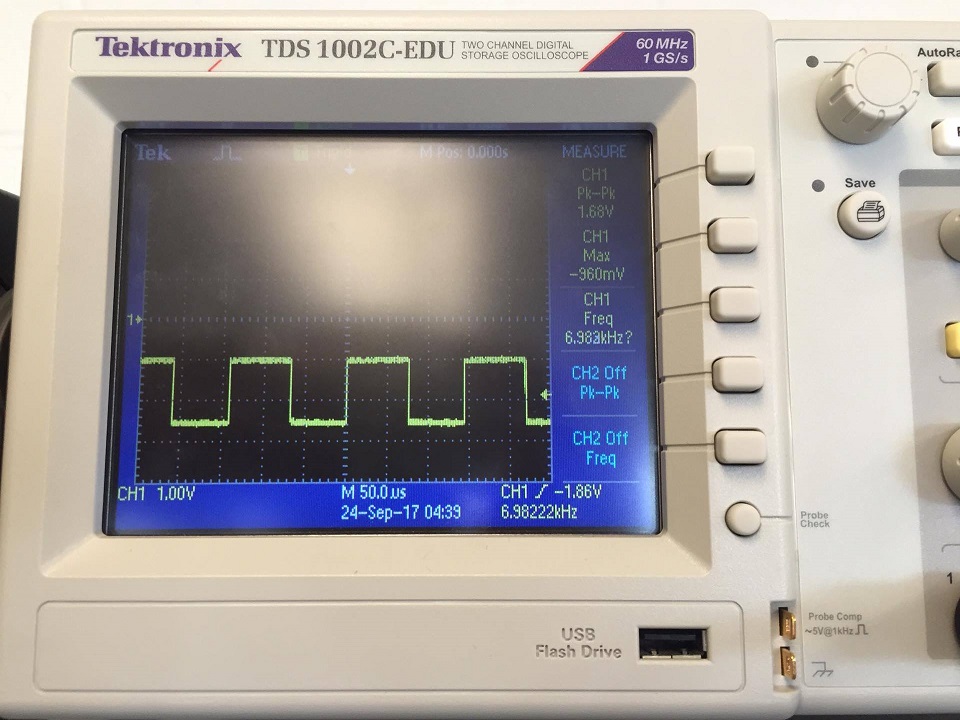 Tektronix TDS 1002C-EDU TWO CHANNEL DIGITAL
STORAGE OSCILLOSCOPE
60 MHz
1 GS/s
Tek M Pos: 0.000s MEASURE
CH1
Pk-Pk
1.68V
CH1
Max
-960mV
CH1
Freq
6.983kHz?
CH2 Off
Pk-Pk
CH2 Off
Freq
1
CH1 1.00V M 50.0us CH1 -1.86V
24-Sep-17 04:39 6.98222kHz
USB
Flash Drive
Save
Probe
Check
1
Probe Comp
~5V@1kHz